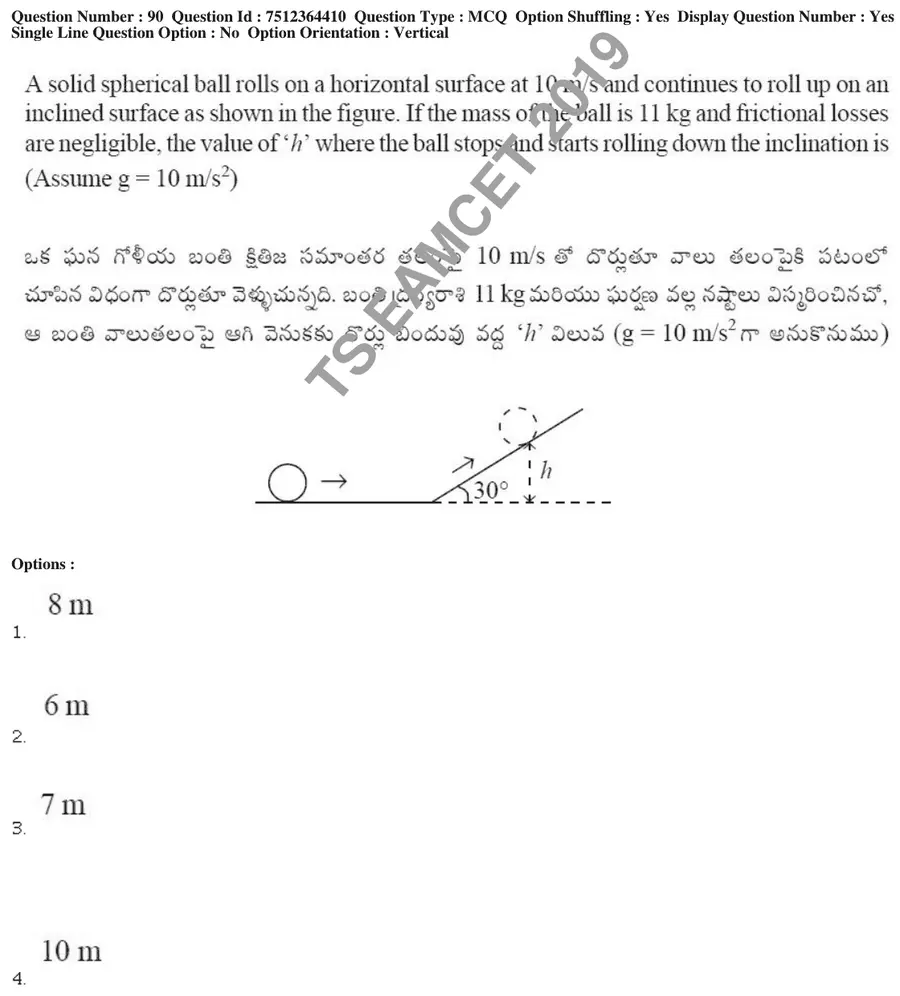 Question Number : 90 Question Id : 7512364410 Question Type : MCQ Option Shuffling : Yes Display Question Number : Yes
Single Line Question Option : No Option Orientation : Vertical
A solid spherical ball rolls on a horizontal surface at 10 m/s and continues to roll up on an
inclined surface as shown in the figure. If the mass of the ball is 11 kg and frictional losses
are negligible, the value of ‘h’ where the ball stops and starts rolling down the inclination is
(Assume g = 10 m/s²)
ఒక ఘన గోళీయ బంతి క్షితిజ సమాంతర తలంపై 10 m/s తో దొర్లుతూ వాలు తలంపైకి పటంలో
చూపిన విధంగా దొర్లుతూ వెళ్ళుచున్నది. బంతి ద్రవ్యరాశి 11 kg మరియు ఘర్షణ వల్ల నష్టాలు విస్మరించినచో,
ఆ బంతి వాలుతలంపై ఆగి వెనుకకు దొర్లు బిందువు వద్ద ‘h’ విలువ (g = 10 m/s² గా అనుకొనుము)
TS EAMCET 2019
h
30°
Options :
8 m
1.
6 m
2.
7 m
3.
10 m
4.